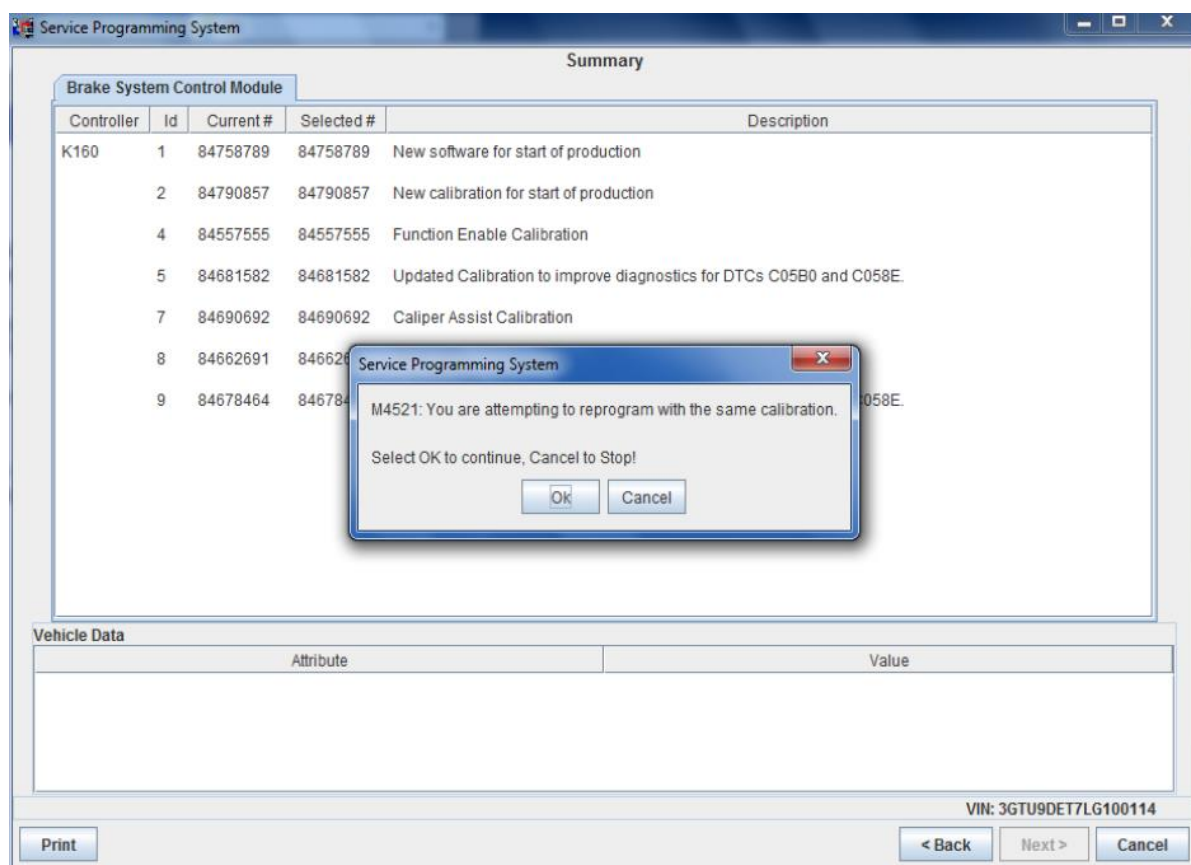 Service Programming System
Summary
Brake System Control Module
Controller Id Current # Selected # Description
K160 1 84758789 84758789 New software for start of production
2 84790857 84790857 New calibration for start of production
4 84557555 84557555 Function Enable Calibration
5 84681582 84681582 Updated Calibration to improve diagnostics for DTCs C05B0 and C058E.
7 84690692 84690692 Caliper Assist Calibration
8 84662691
9 84678464 C058E.
Service Programming System
M4521: You are attempting to reprogram with the same calibration.
Select OK to continue, Cancel to Stop!
Ok Cancel
Vehicle Data
Attribute Value
VIN: 3GTU9DET7LG100114
Print < Back Next > Cancel